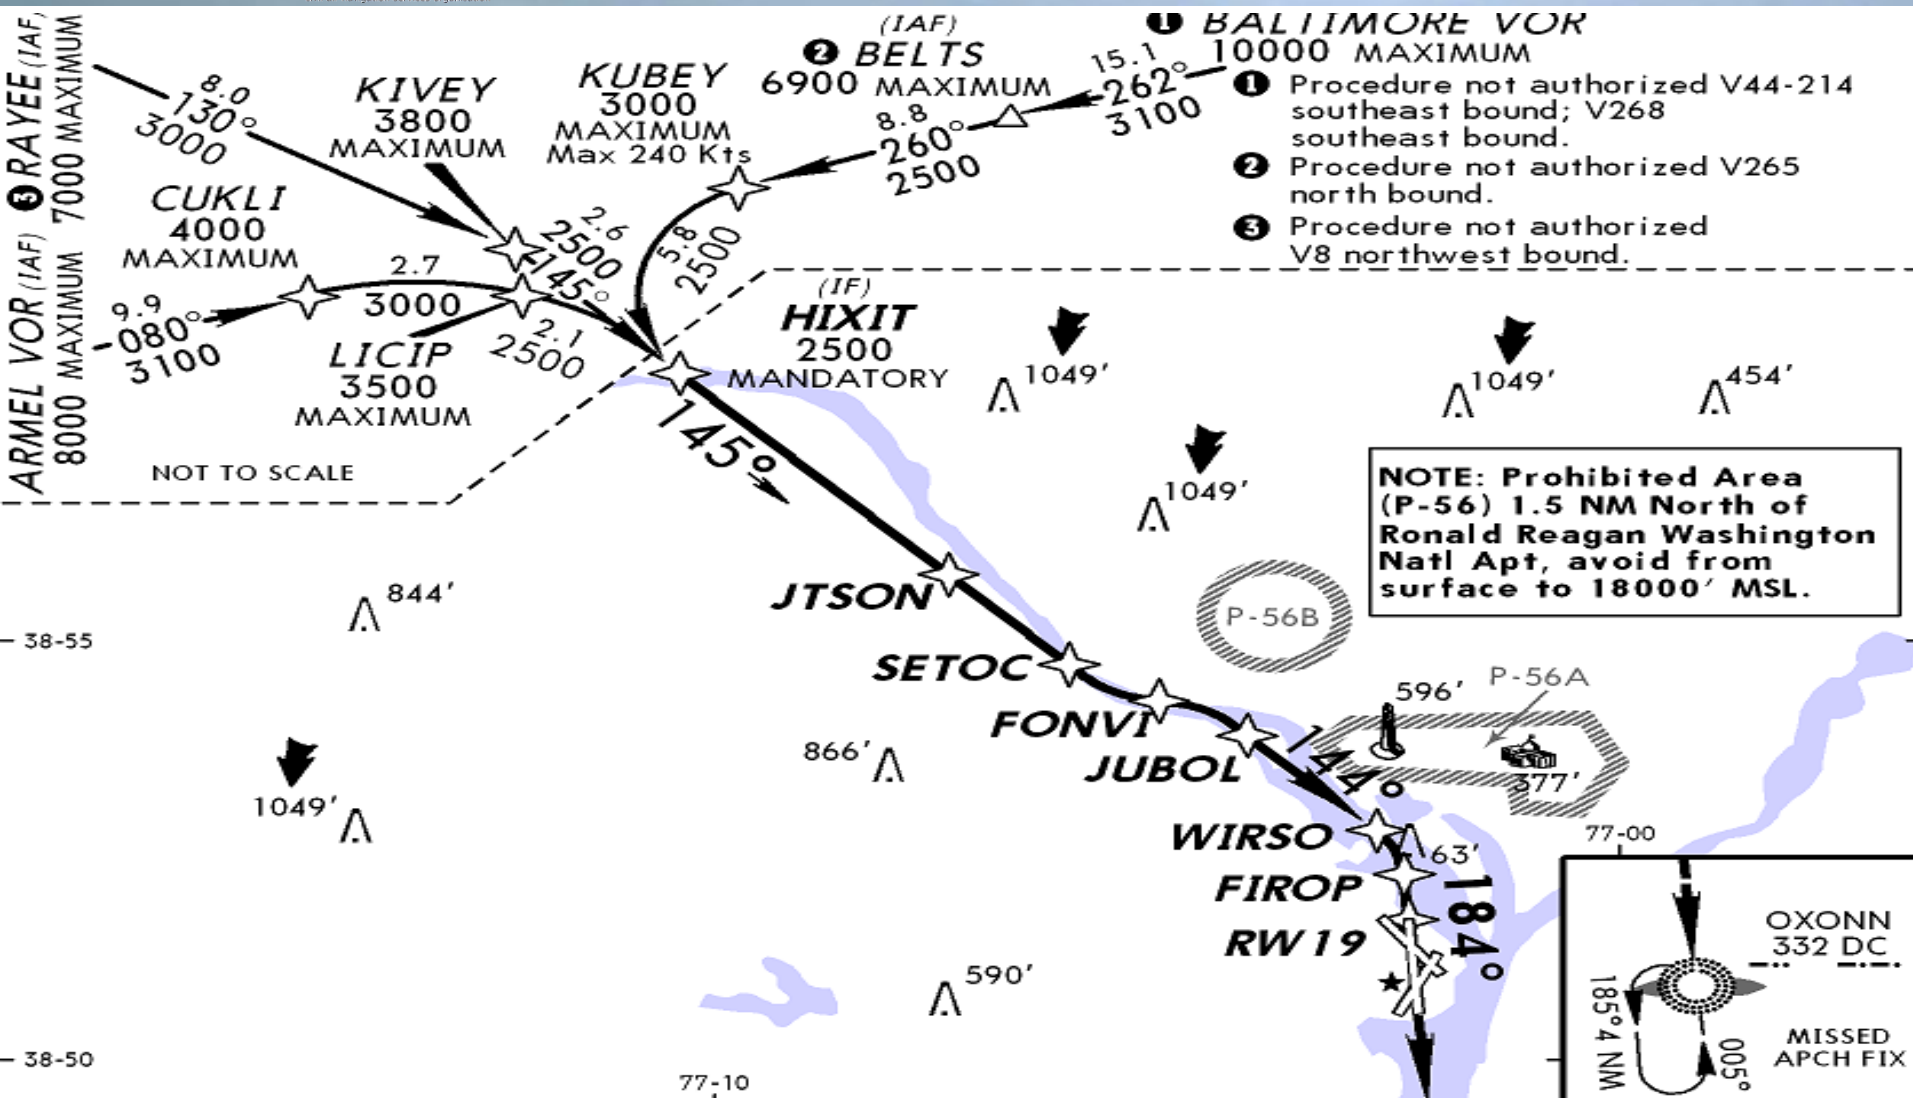 ARMEL VOR (IAF)
8000 MAXIMUM
3 RAYEE (IAF)
7000 MAXIMUM
8.0
130°
3000
KIVEY
3800
MAXIMUM
KUBEY
3000
MAXIMUM
Max 240 Kts
(IAF)
2 BELTS
6900 MAXIMUM
1 BALTIMORE VOR
10000 MAXIMUM
15.1
262°
3100
8.8
260°
2500
1 Procedure not authorized V44-214
southeast bound; V268
southeast bound.
2 Procedure not authorized V265
north bound.
3 Procedure not authorized
V8 northwest bound.
CUKLI
4000
MAXIMUM
9.9
080°
3100
2.7
3000
LICIP
3500
MAXIMUM
2.1
2500
2.6
2500
145°
5.8
2500
(IF)
HIXIT
2500
MANDATORY
NOT TO SCALE
145°
1049'
1049'
454'
1049'
NOTE: Prohibited Area
(P-56) 1.5 NM North of
Ronald Reagan Washington
Natl Apt, avoid from
surface to 18000' MSL.
JTSON
844'
P-56B
38-55
SETOC
P-56A
596'
FONVI
866'
JUBOL
144°
377'
1049'
WIRSO
63'
77-00
FIROP
184°
RW19
OXONN
332 DC
590'
185° 4 NM
005°
MISSED
APCH FIX
38-50
77-10